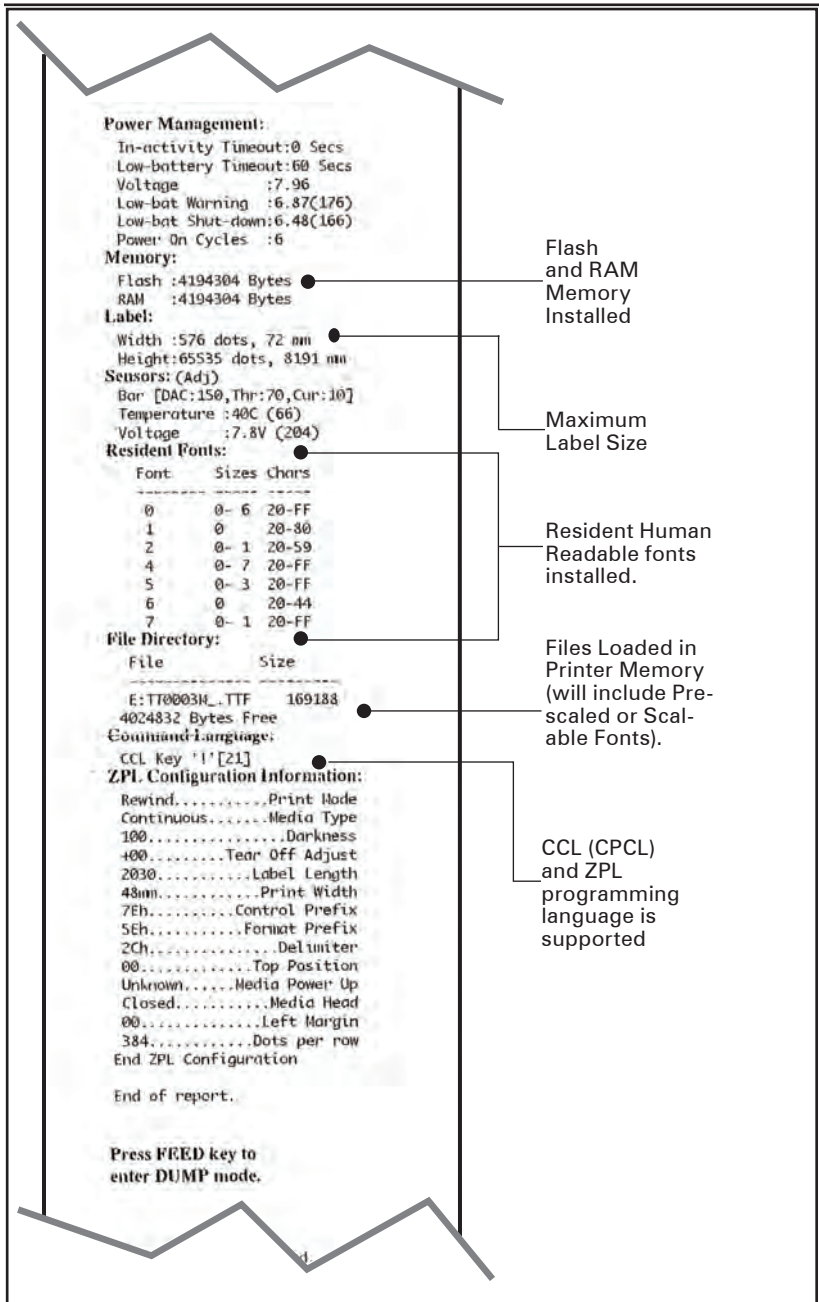 Power Management:
In-activity Timeout:0 Secs
Low-battery Timeout:60 Secs
Voltage :7.96
Low-bat Warning :6.87(176)
Low-bat Shut-down:6.48(166)
Power On Cycles :6
Memory:
Flash :4194304 Bytes
RAM :4194304 Bytes
Label:
Width :576 dots, 72 mm
Height:65535 dots, 8191 mm
Sensors: (Adj)
Bar [DAC:150,Thr:70,Cur:10]
Temperature :40C (66)
Voltage :7.8V (204)
Resident Fonts:
Font Sizes Chars
-------- ----- -----
0 0- 6 20-FF
1 0 20-80
2 0- 1 20-59
4 0- 7 20-FF
5 0- 3 20-FF
6 0 20-44
7 0- 1 20-FF
File Directory:
File Size
-------------- ---------
E:TT0003M_.TTF 169188
4024832 Bytes Free
Command Language:
CCL Key '!'[21]
ZPL Configuration Information:
Rewind...........Print Mode
Continuous.......Media Type
100................Darkness
+00.........Tear Off Adjust
2030...........Label Length
48mm............Print Width
7Eh..........Control Prefix
5Eh...........Format Prefix
2Ch...............Delimiter
00.............Top Position
Unknown......Media Power Up
Closed...........Media Head
00..............Left Margin
384............Dots per row
End ZPL Configuration
End of report.
Press FEED key to
enter DUMP mode.
Flash
and RAM
Memory
Installed
Maximum
Label Size
Resident Human
Readable fonts
installed.
Files Loaded in
Printer Memory
(will include Pre-
scaled or Scal-
able Fonts).
CCL (CPCL)
and ZPL
programming
language is
supported